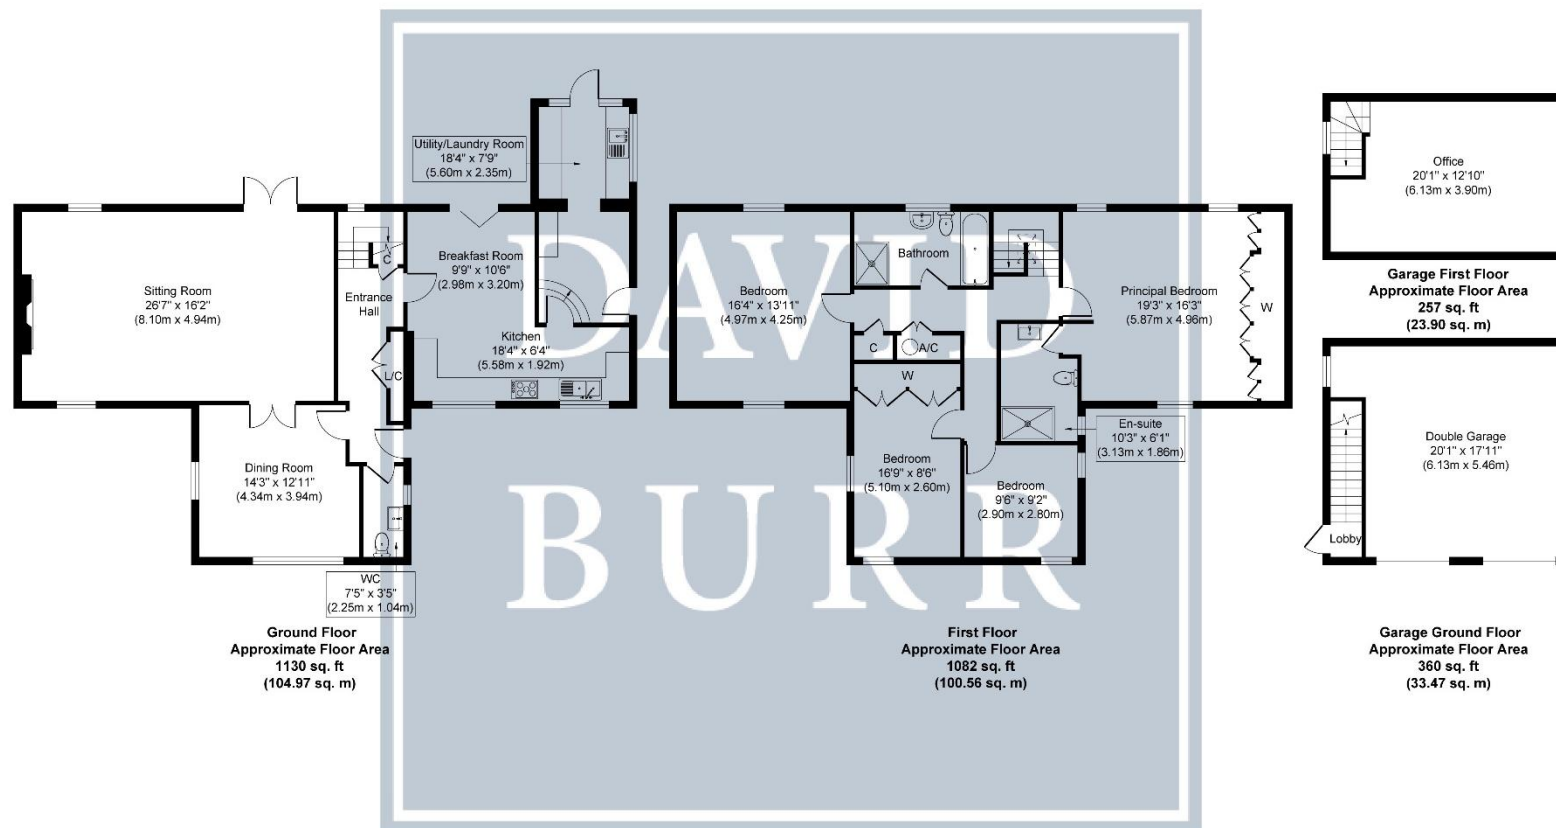 Utility/Laundry Room
18'4" x 7'9"
(5.60m x 2.35m)
Sitting Room
26'7" x 16'2"
(8.10m x 4.94m)
C
Entrance
Hall
L/C
Breakfast Room
9'9" x 10'6"
(2.98m x 3.20m)
Kitchen
18'4" x 6'4"
(5.58m x 1.92m)
Dining Room
14'3" x 12'11"
(4.34m x 3.94m)
WC
7'5" x 3'5"
(2.25m x 1.04m)
Ground Floor
Approximate Floor Area
1130 sq. ft
(104.97 sq. m)
DAVID
BURR
Bedroom
16'4" x 13'11"
(4.97m x 4.25m)
Bathroom
C
A/C
W
Principal Bedroom
19'3" x 16'3"
(5.87m x 4.96m)
W
En-suite
10'3" x 6'1"
(3.13m x 1.86m)
Bedroom
16'9" x 8'6"
(5.10m x 2.60m)
Bedroom
9'6" x 9'2"
(2.90m x 2.80m)
First Floor
Approximate Floor Area
1082 sq. ft
(100.56 sq. m)
Office
20'1" x 12'10"
(6.13m x 3.90m)
Garage First Floor
Approximate Floor Area
257 sq. ft
(23.90 sq. m)
Double Garage
20'1" x 17'11"
(6.13m x 5.46m)
Lobby
Garage Ground Floor
Approximate Floor Area
360 sq. ft
(33.47 sq. m)